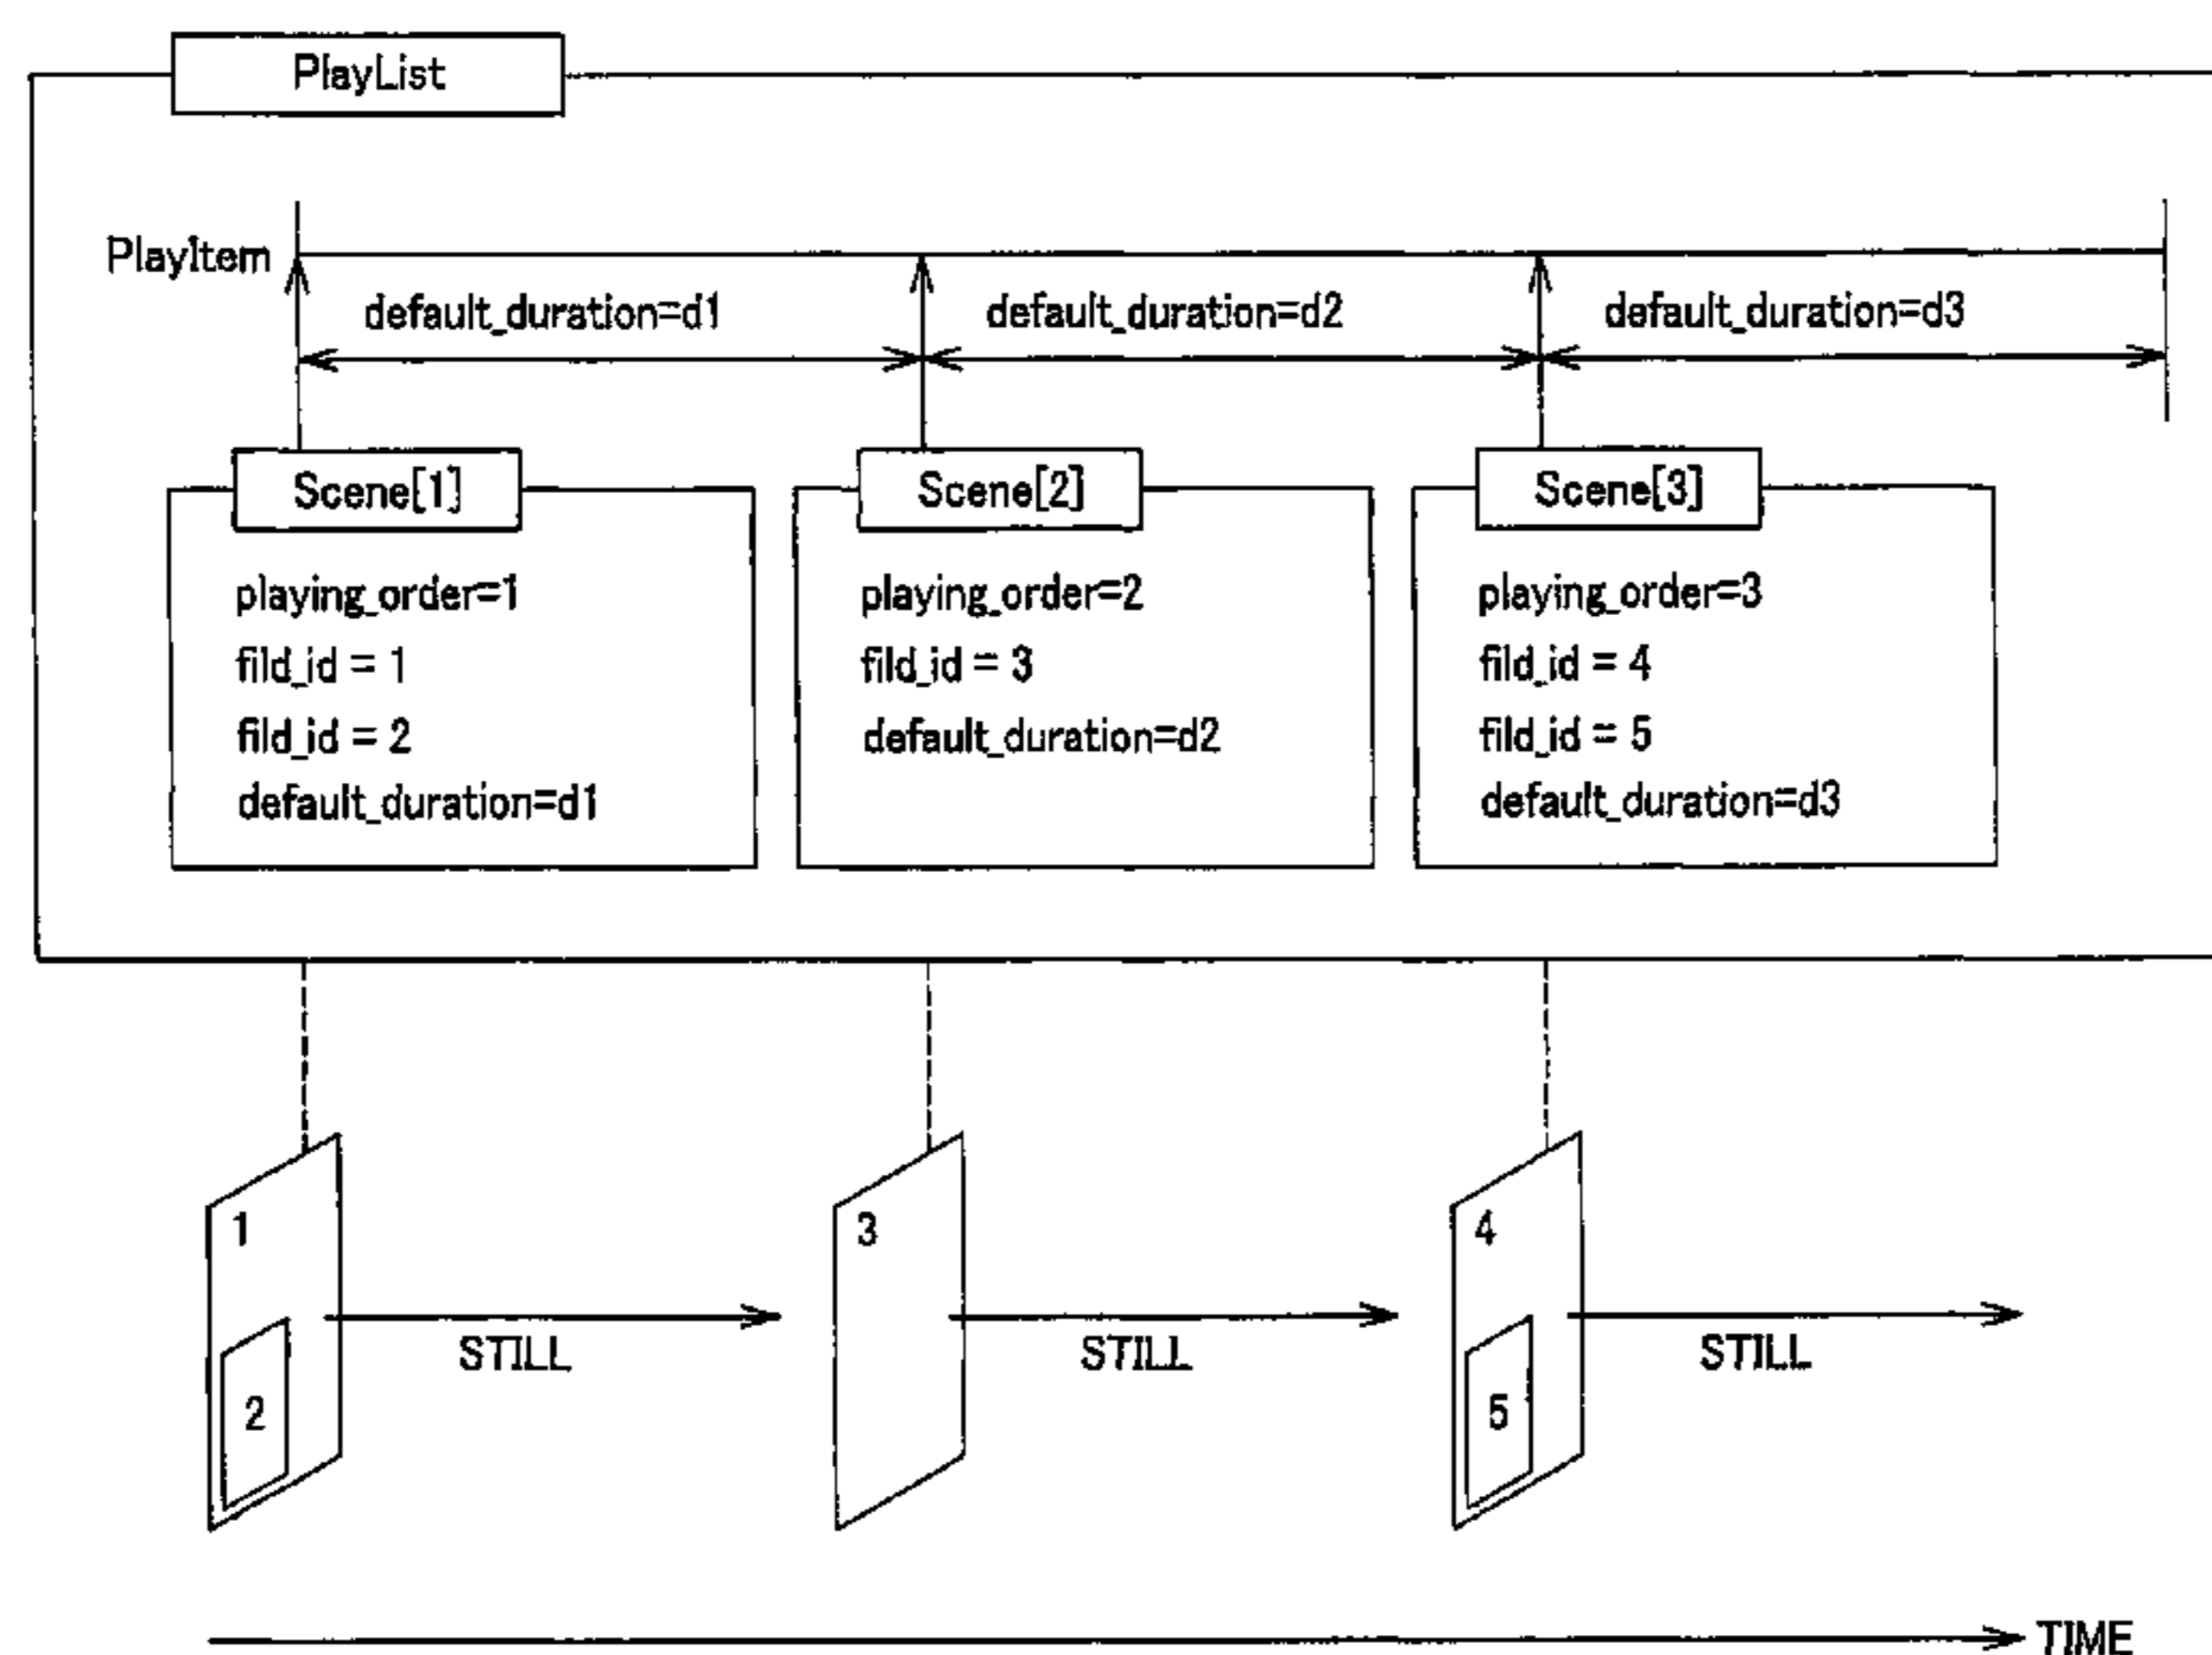 PlayList
PlayItem
default_duration=d1
default_duration=d2
default_duration=d3
Scene[1]
playing_order=1
fild_id = 1
fild_id = 2
default_duration=d1
Scene[2]
playing_order=2
fild_id = 3
default_duration=d2
Scene[3]
playing_order=3
fild_id = 4
fild_id = 5
default_duration=d3
1
2
STILL
3
STILL
4
5
STILL
TIME